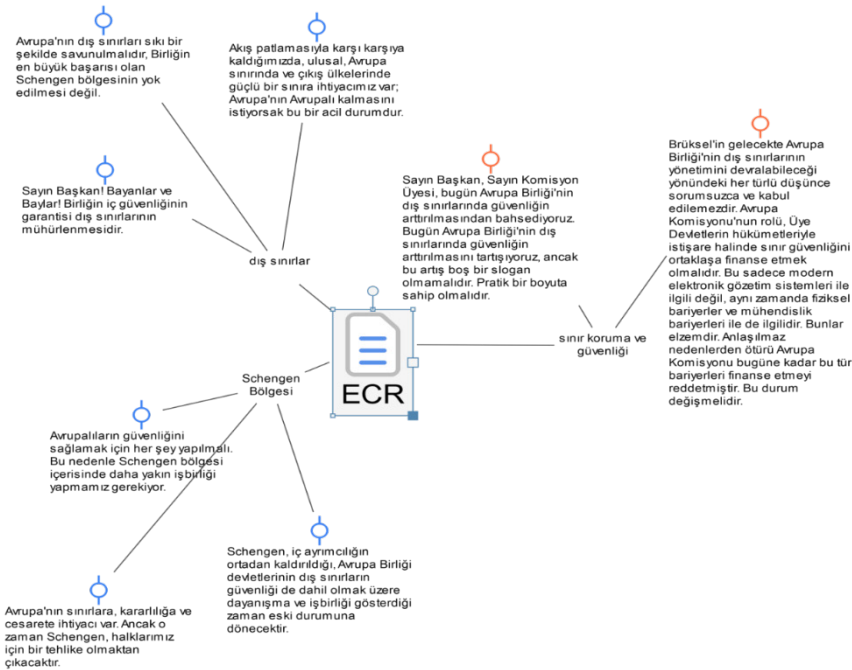 Avrupa'nın dış sınırları sıkı bir
şekilde savunulmalıdır, Birliğin
en büyük başarısı olan
Schengen bölgesinin yok
edilmesi değil.
Akış patlamasıyla karşı karşıya
kaldığımızda, ulusal, Avrupa
sınırında ve çıkış ülkelerinde
güçlü bir sınıra ihtiyacımız var;
Avrupa'nın Avrupalı kalmasını
istiyorsak bu bir acil durumdur.
Sayın Başkan! Bayanlar ve
Baylar! Birliğin iç güvenliğinin
garantisi dış sınırlarının
mühürlenmesidir.
dış sınırlar
Sayın Başkan, Sayın Komisyon
Üyesi, bugün Avrupa Birliği'nin
dış sınırlarında güvenliğin
arttırılmasından bahsediyoruz.
Bugün Avrupa Birliği'nin dış
sınırlarında güvenliğin
arttırılmasını tartışıyoruz, ancak
bu artış boş bir slogan
olmamalıdır. Pratik bir boyuta
sahip olmalıdır.
Brüksel'in gelecekte Avrupa
Birliği'nin dış sınırlarının
yönetimini devralabileceği
yönündeki her türlü düşünce
sorumsuzca ve kabul
edilemezdir. Avrupa
Komisyonu'nun rolü, Üye
Devletlerin hükümetleriyle
istişare halinde sınır güvenliğini
ortaklaşa finanse etmek
olmalıdır. Bu sadece modern
elektronik gözetim sistemleri ile
ilgili değil, aynı zamanda fiziksel
bariyerler ve mühendislik
bariyerleri ile de ilgilidir. Bunlar
elzemdir. Anlaşılmaz
nedenlerden ötürü Avrupa
Komisyonu bugüne kadar bu tür
bariyerleri finanse etmeyi
reddetmiştir. Bu durum
değişmelidir.
sınır koruma ve
güvenliği
ECR
Schengen
Bölgesi
Avrupalıların güvenliğini
sağlamak için her şey yapılmalı.
Bu nedenle Schengen bölgesi
içerisinde daha yakın işbirliği
yapmamız gerekiyor.
Schengen, iç ayrımcılığın
ortadan kaldırıldığı, Avrupa Birliği
devletlerinin dış sınırların
güvenliği de dahil olmak üzere
dayanışma ve işbirliği gösterdiği
zaman eski durumuna
dönecektir.
Avrupa'nın sınırlara, kararlılığa ve
cesarete ihtiyacı var. Ancak o
zaman Schengen, halklarımız
için bir tehlike olmaktan
çıkacaktır.